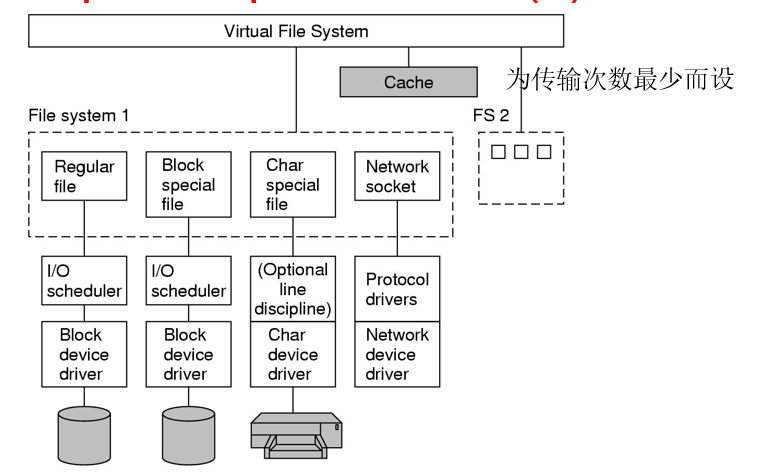 Virtual File System
Cache
为传输次数最少而设
File system 1
FS 2
Regular
file
Block
special
file
Char
special
file
Network
socket
I/O
scheduler
I/O
scheduler
(Optional
line
discipline)
Protocol
drivers
Block
device
driver
Block
device
driver
Char
device
driver
Network
device
driver